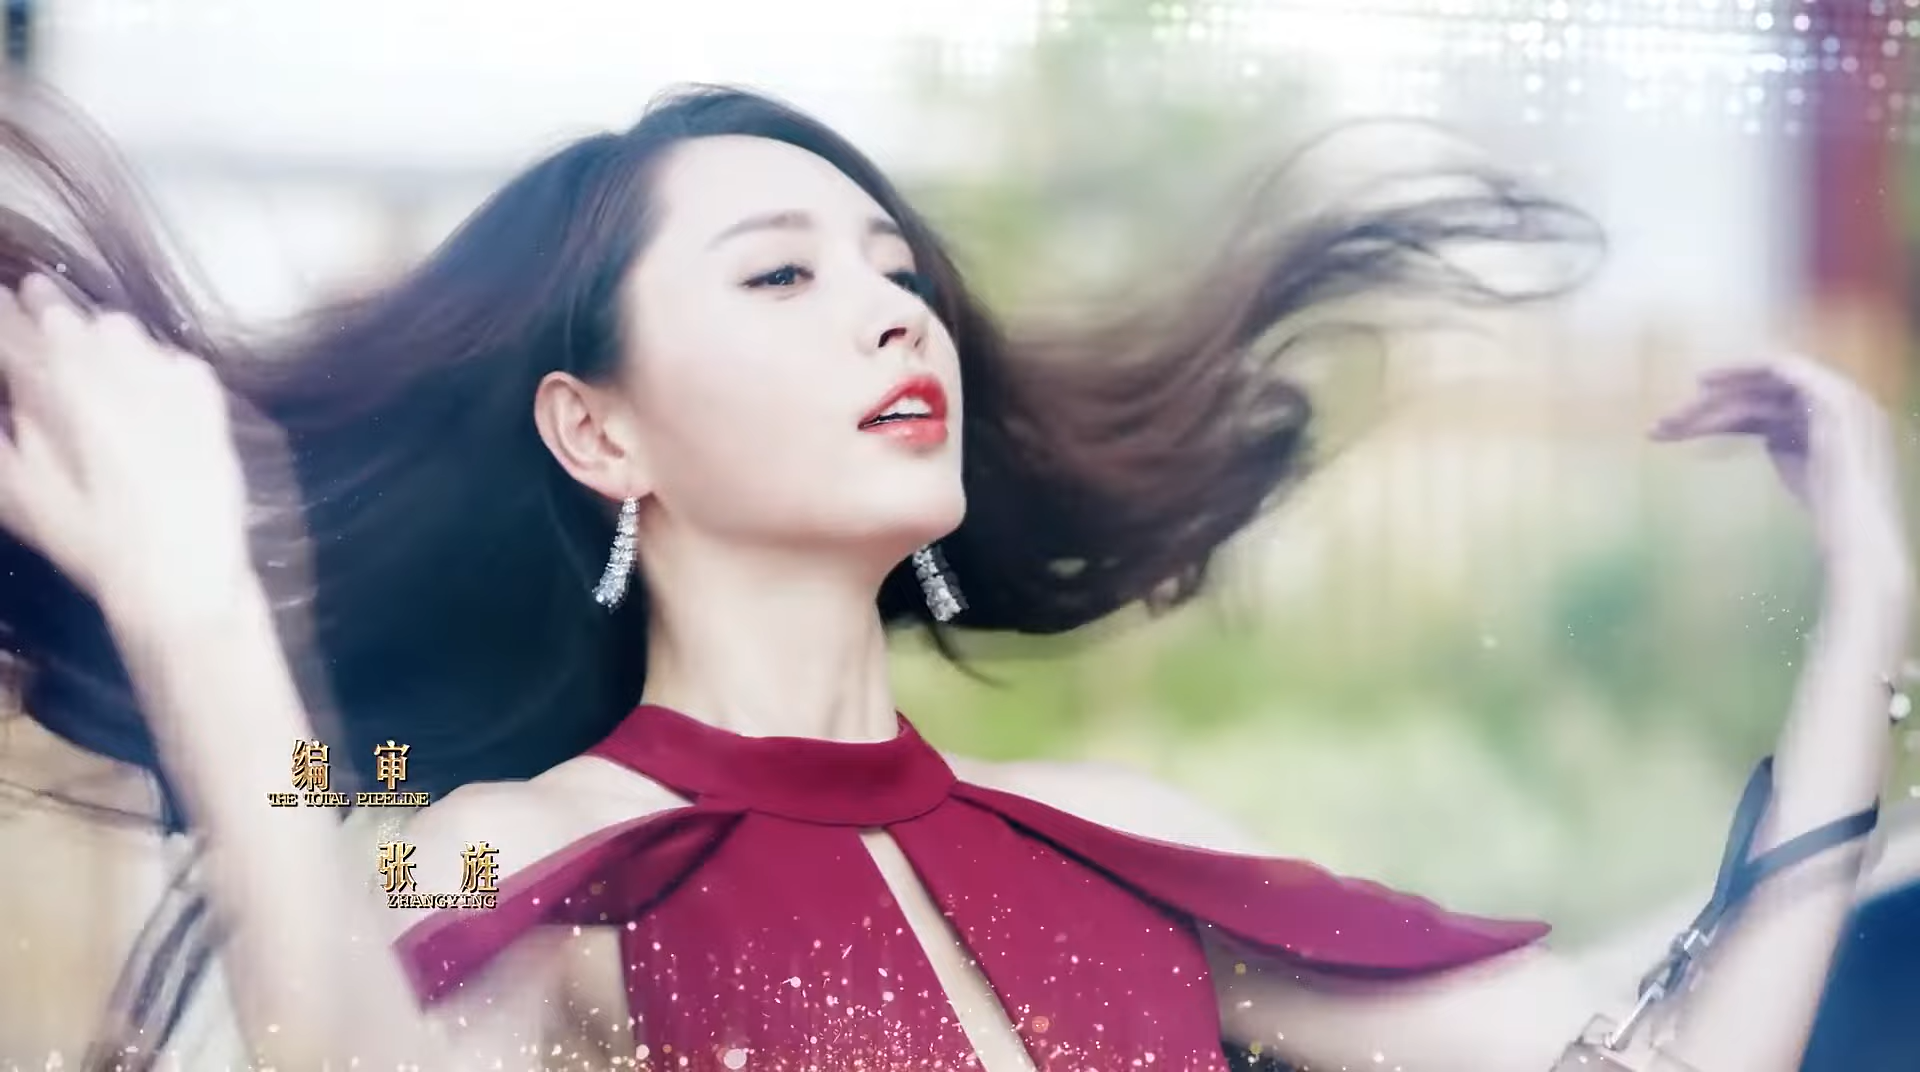 编 审
THE TOTAL PIPELINE
张 旌
ZHANGYING